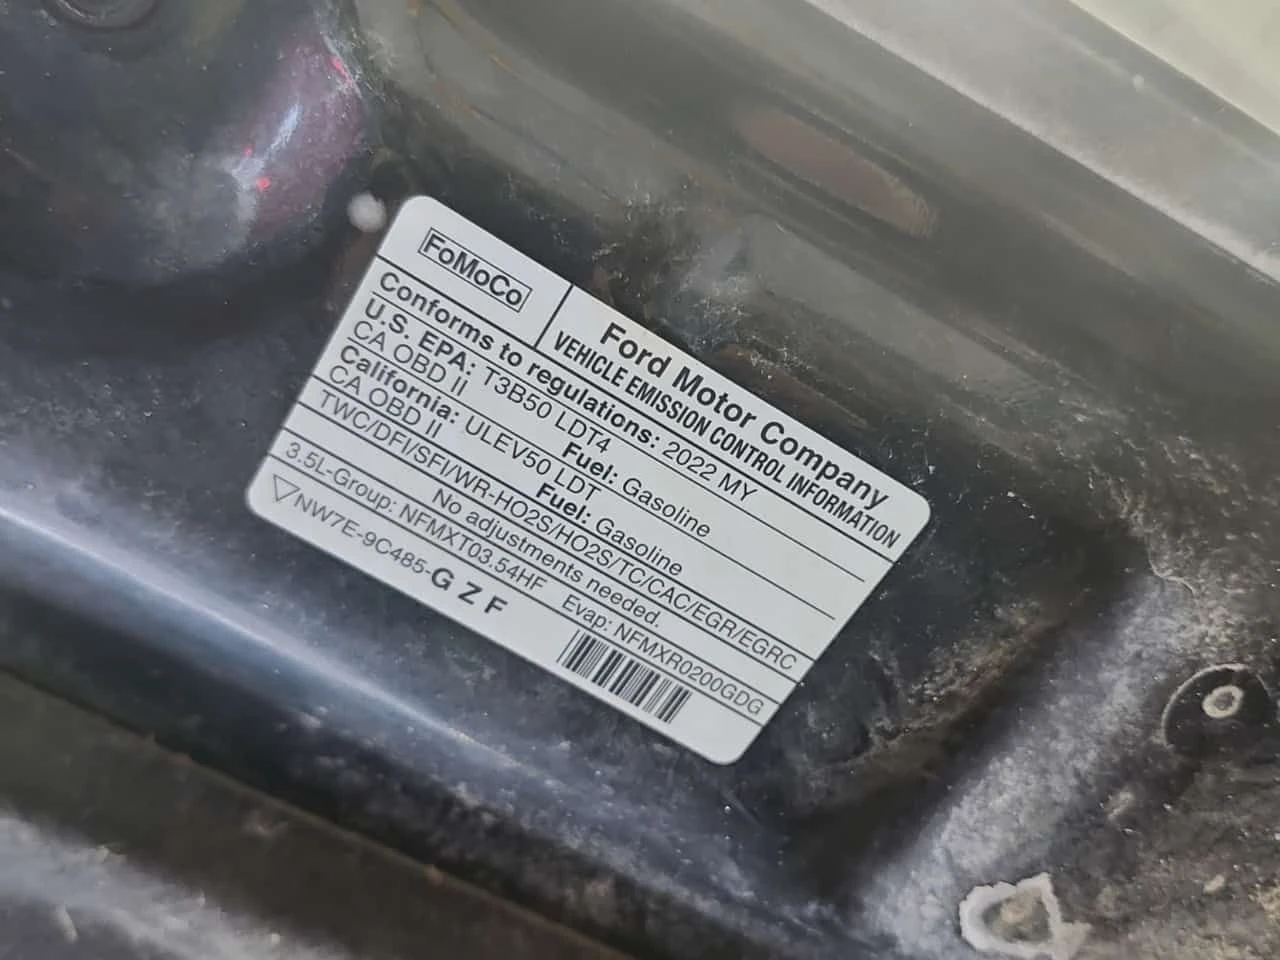 FoMoCo
Ford Motor Company
VEHICLE EMISSION CONTROL INFORMATION
Conforms to regulations: 2022 MY
U.S. EPA: T3B50 LDT4
CA OBD II Fuel: Gasoline
California: ULEV50 LDT
CA OBD II Fuel: Gasoline
TWC/DFI/SFI/WR-HO2S/HO2S/TC/CAC/EGR/EGRC
No adjustments needed.
3.5L-Group: NFMXT03.54HF Evap: NFMXR0200GDG
▽NW7E-9C485-G Z F